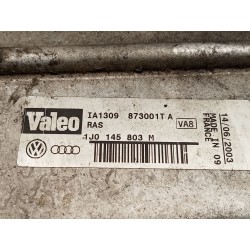 Valeo
IA1309 873001T A
RAS
VA8
1J0 145 803 M
14/06/2003
MADE IN 09
FRANCE